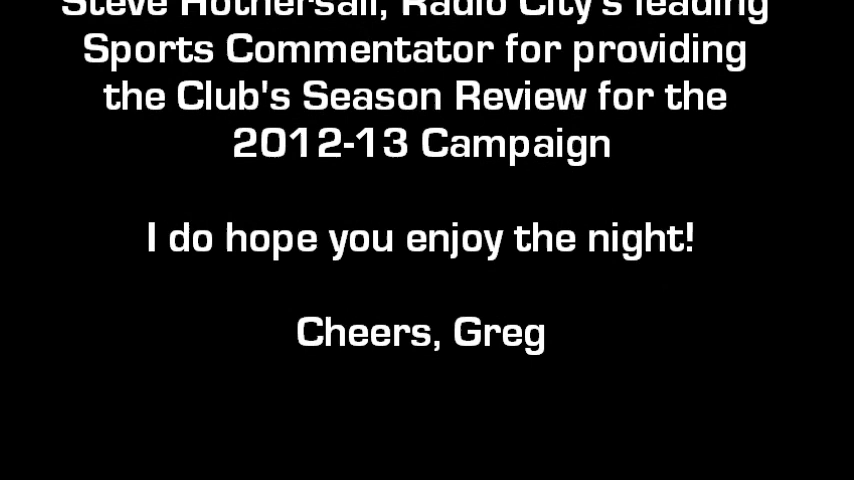 Steve Hothersall, Radio City's leading
Sports Commentator for providing
the Club's Season Review for the
2012-13 Campaign
I do hope you enjoy the night!
Cheers, Greg